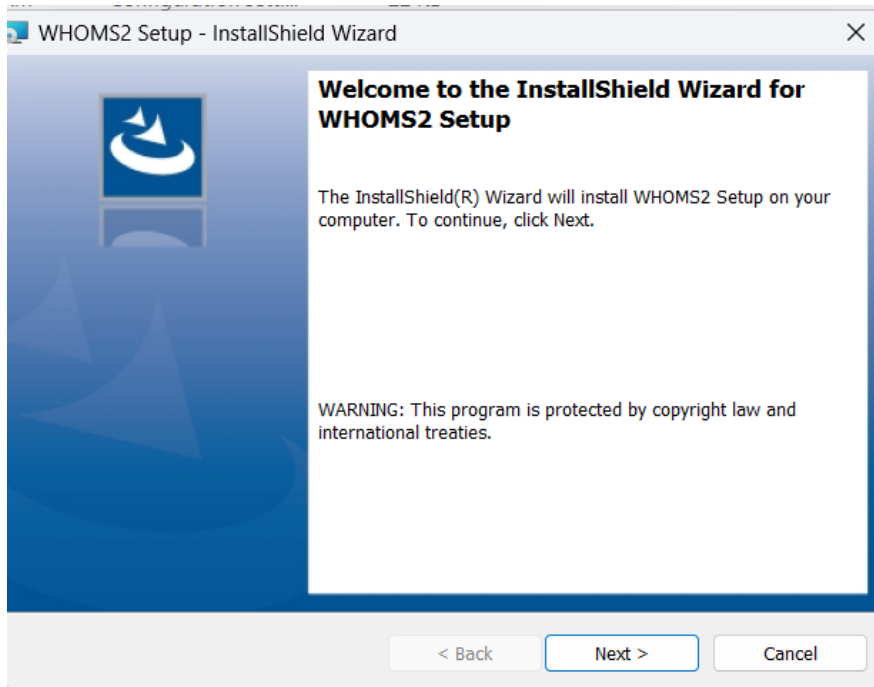 WHOMS2 Setup - InstallShield Wizard
Welcome to the InstallShield Wizard for
WHOMS2 Setup
The InstallShield(R) Wizard will install WHOMS2 Setup on your
computer. To continue, click Next.
WARNING: This program is protected by copyright law and
international treaties.
< Back
Next >
Cancel